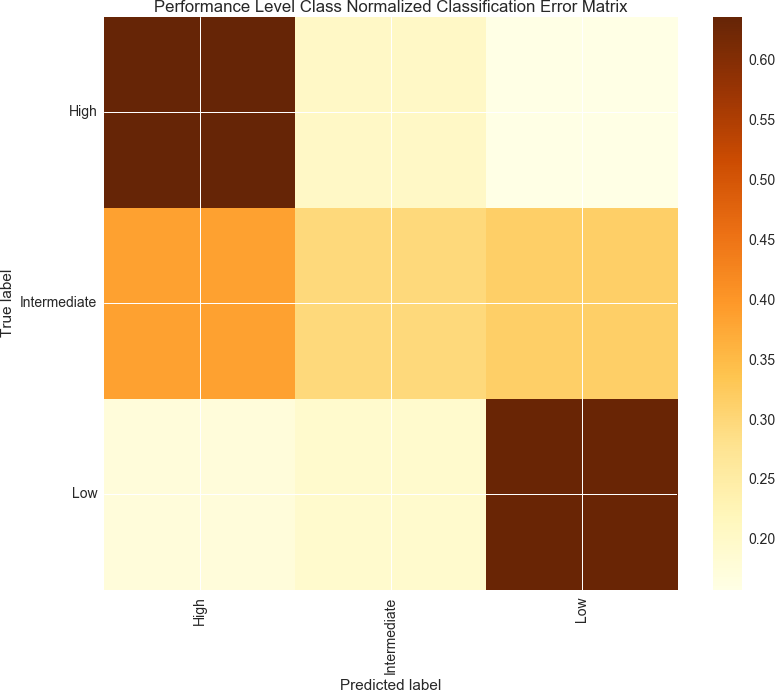 Performance Level Class Normalized Classification Error Matrix
True label
High
Intermediate
Low
High
Intermediate
Low
Predicted label
0.60
0.55
0.50
0.45
0.40
0.35
0.30
0.25
0.20